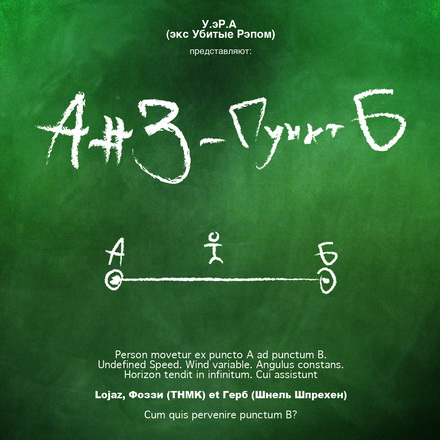 У.эР.А
(экс Убитые Рэпом)
представляют:
А#3-Пункт Б
А Б
Person movetur ex puncto A ad punctum B.
Undefined Speed. Wind variable. Angulus constans.
Horizon tendit in infinitum. Cui assistunt
Lojaz, Фоззи (ТНМК) et Герб (Шнель Шпрехен)
Cum quis pervenire punctum B?